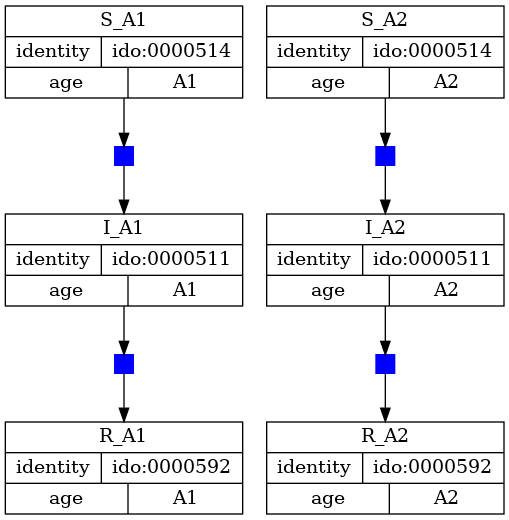 S_A1
identity ido:0000514
age A1
S_A2
identity ido:0000514
age A2
I_A1
identity ido:0000511
age A1
I_A2
identity ido:0000511
age A2
R_A1
identity ido:0000592
age A1
R_A2
identity ido:0000592
age A2